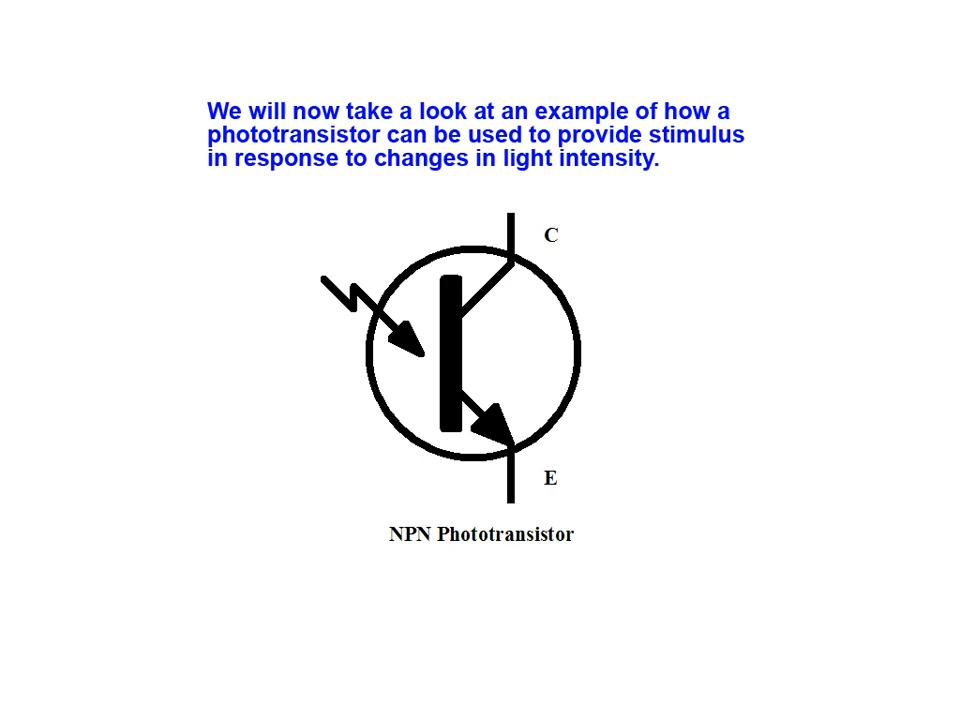 We will now take a look at an example of how a
phototransistor can be used to provide stimulus
in response to changes in light intensity.
C
E
NPN Phototransistor